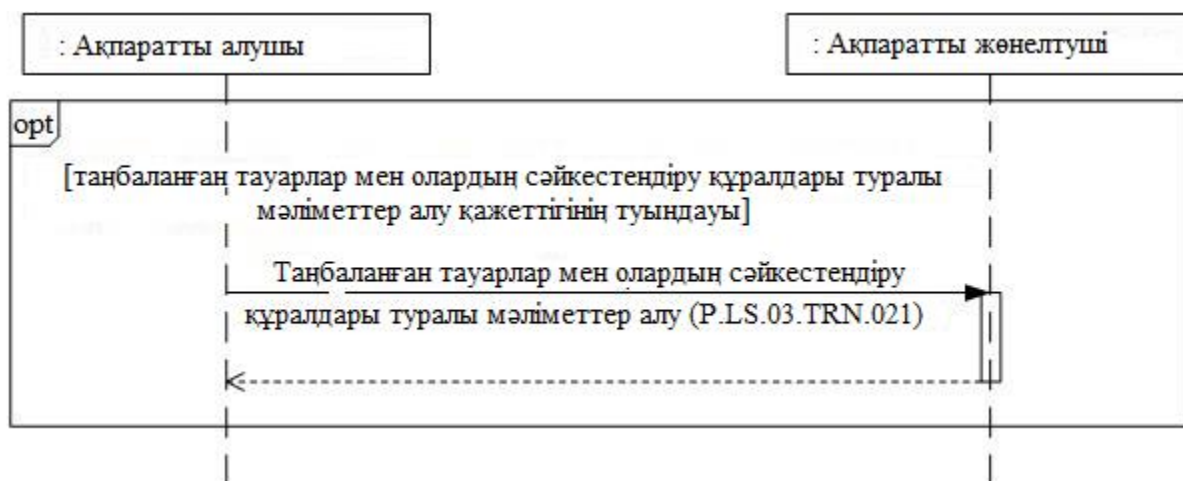 : Ақпаратты алушы
: Ақпаратты жөнелтуші
opt
[таңбаланған тауарлар мен олардың сәйкестендіру құралдары туралы
мәліметтер алу қажеттігінің туындауы]
Таңбаланған тауарлар мен олардың сәйкестендіру
құралдары туралы мәліметтер алу (P.LS.03.TRN.021)